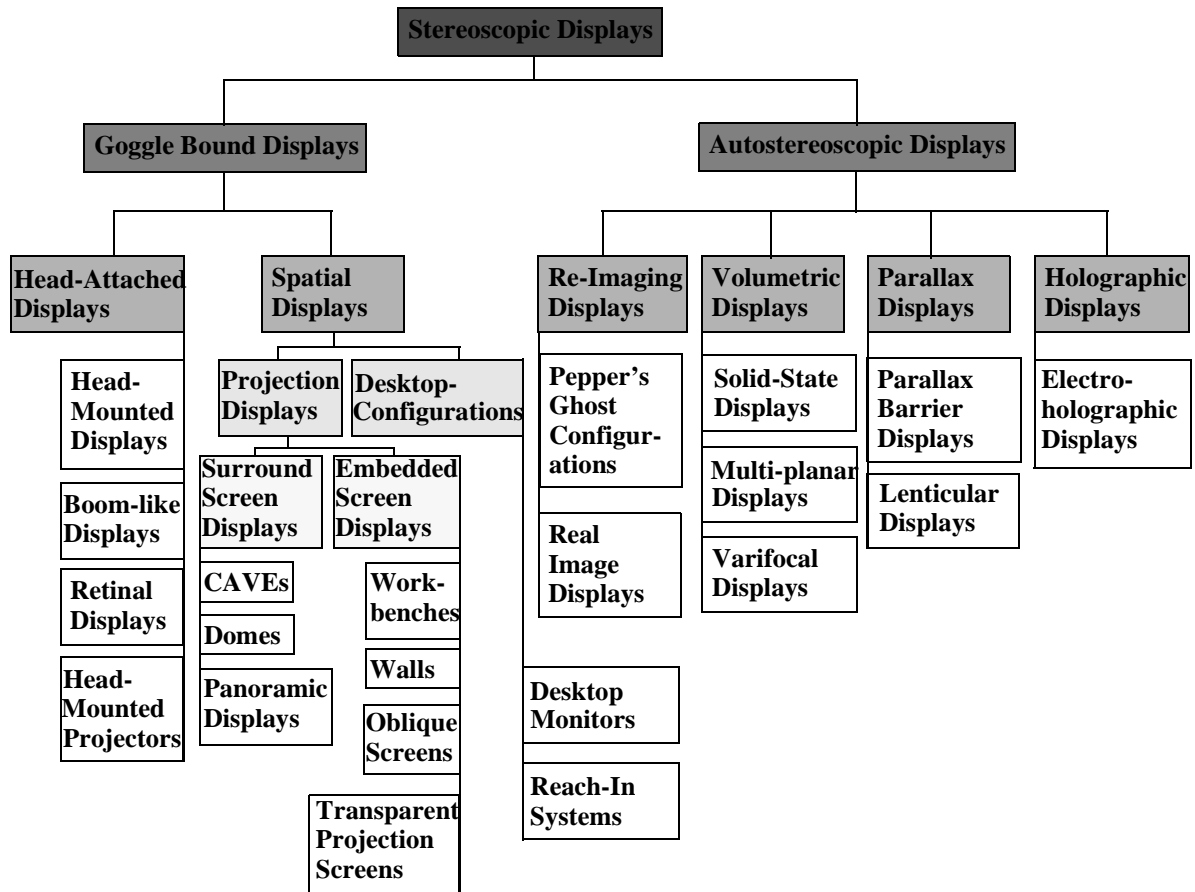 Stereoscopic Displays
Goggle Bound Displays
Autostereoscopic Displays
Head-Attached
Displays
Spatial
Displays
Re-Imaging
Displays
Volumetric
Displays
Parallax
Displays
Holographic
Displays
Head-
Mounted
Displays
Boom-like
Displays
Retinal
Displays
Head-
Mounted
Projectors
Projection
Displays
Desktop-
Configurations
Surround
Screen
Displays
Embedded
Screen
Displays
CAVEs
Domes
Panoramic
Displays
Work-
benches
Walls
Oblique
Screens
Transparent
Projection
Screens
Desktop
Monitors
Reach-In
Systems
Pepper's
Ghost
Configur-
ations
Real
Image
Displays
Solid-State
Displays
Multi-planar
Displays
Varifocal
Displays
Parallax
Barrier
Displays
Lenticular
Displays
Electro-
holographic
Displays